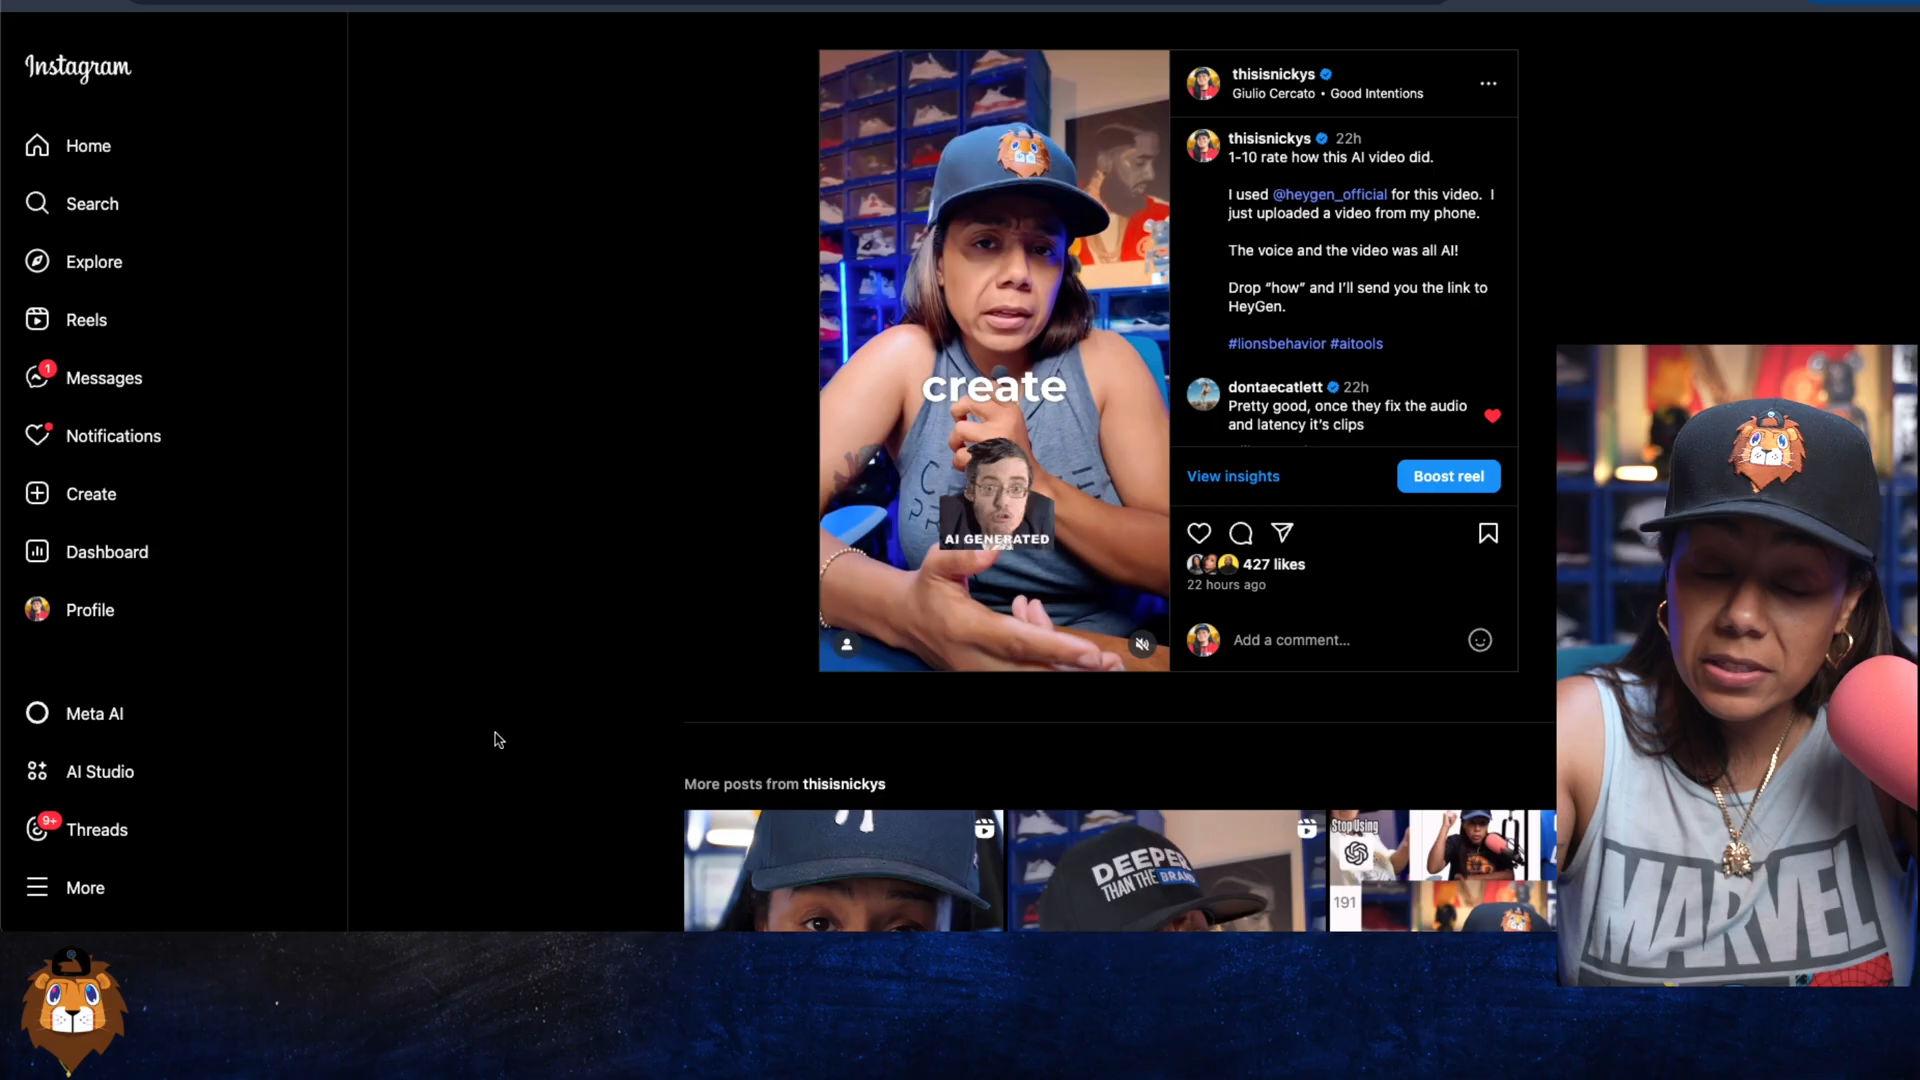 Instagram
Home
Search
Explore
Reels
1
Messages
Notifications
Create
Dashboard
Profile
Meta AI
AI Studio
9+
Threads
More
create
AI GENERATED
thisisnickys
Giulio Cercato • Good Intentions
thisisnickys 22h
1-10 rate how this AI video did.
I used @heygen_official for this video. I
just uploaded a video from my phone.
The voice and the video was all AI!
Drop “how” and I’ll send you the link to
HeyGen.
#lionsbehavior #aitools
dontaecatlett 22h
Pretty good, once they fix the audio
and latency it’s clips
View insights
Boost reel
427 likes
22 hours ago
Add a comment...
More posts from thisisnickys
DEEPER
THAN THE BRAND
Stop Using
191
MARVEL